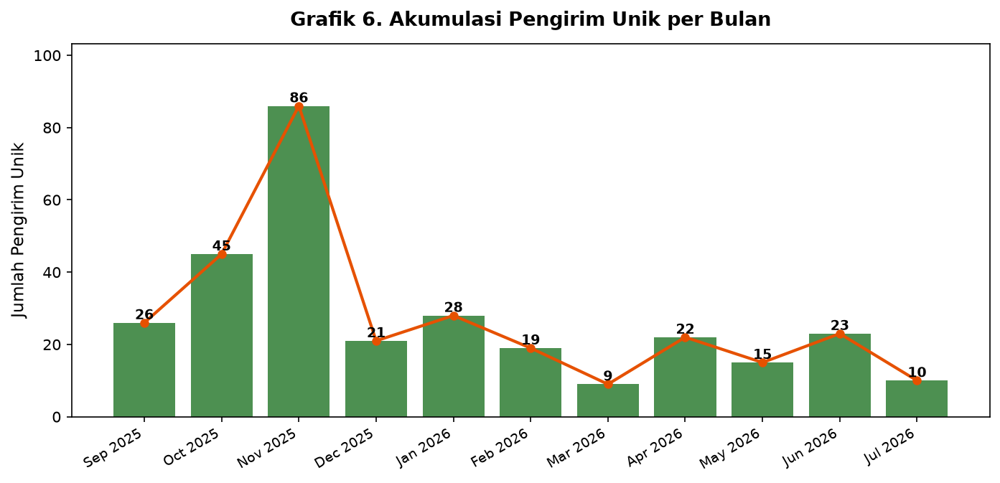 Grafik 6. Akumulasi Pengirim Unik per Bulan
Jumlah Pengirim Unik
100
80
60
40
20
0
26
45
86
21
28
19
9
22
15
23
10
Sep 2025
Oct 2025
Nov 2025
Dec 2025
Jan 2026
Feb 2026
Mar 2026
Apr 2026
May 2026
Jun 2026
Jul 2026